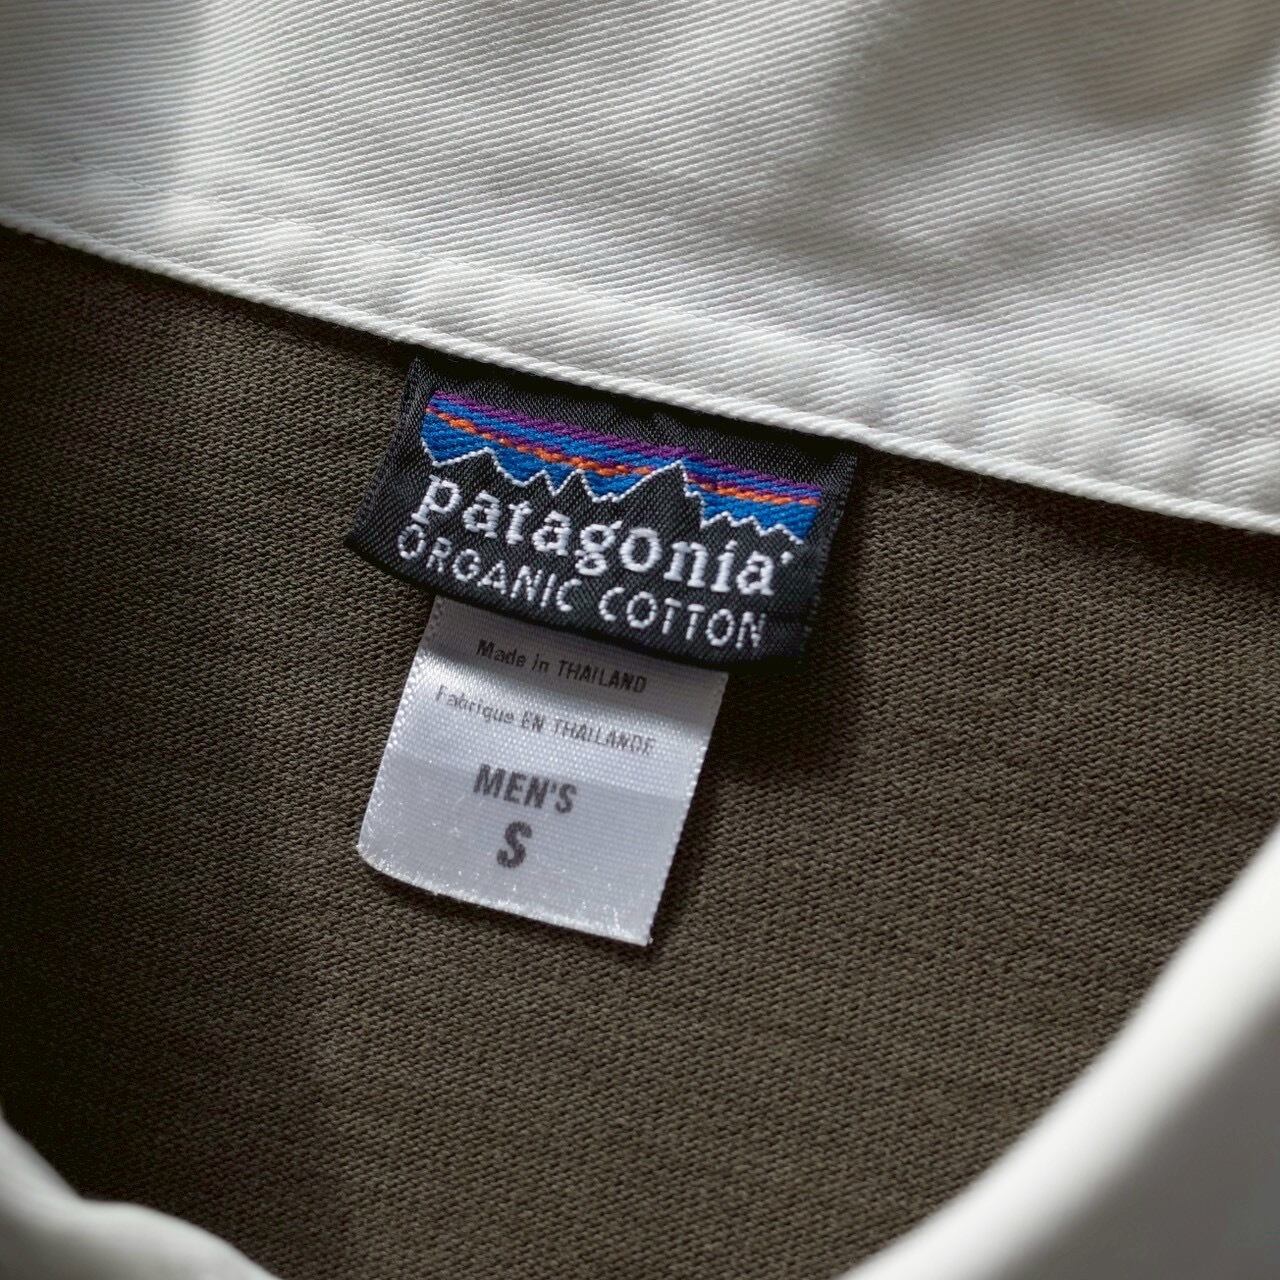 patagonia
ORGANIC COTTON
Made in THAILAND
Fabrique EN THAILANDE
MEN'S
S